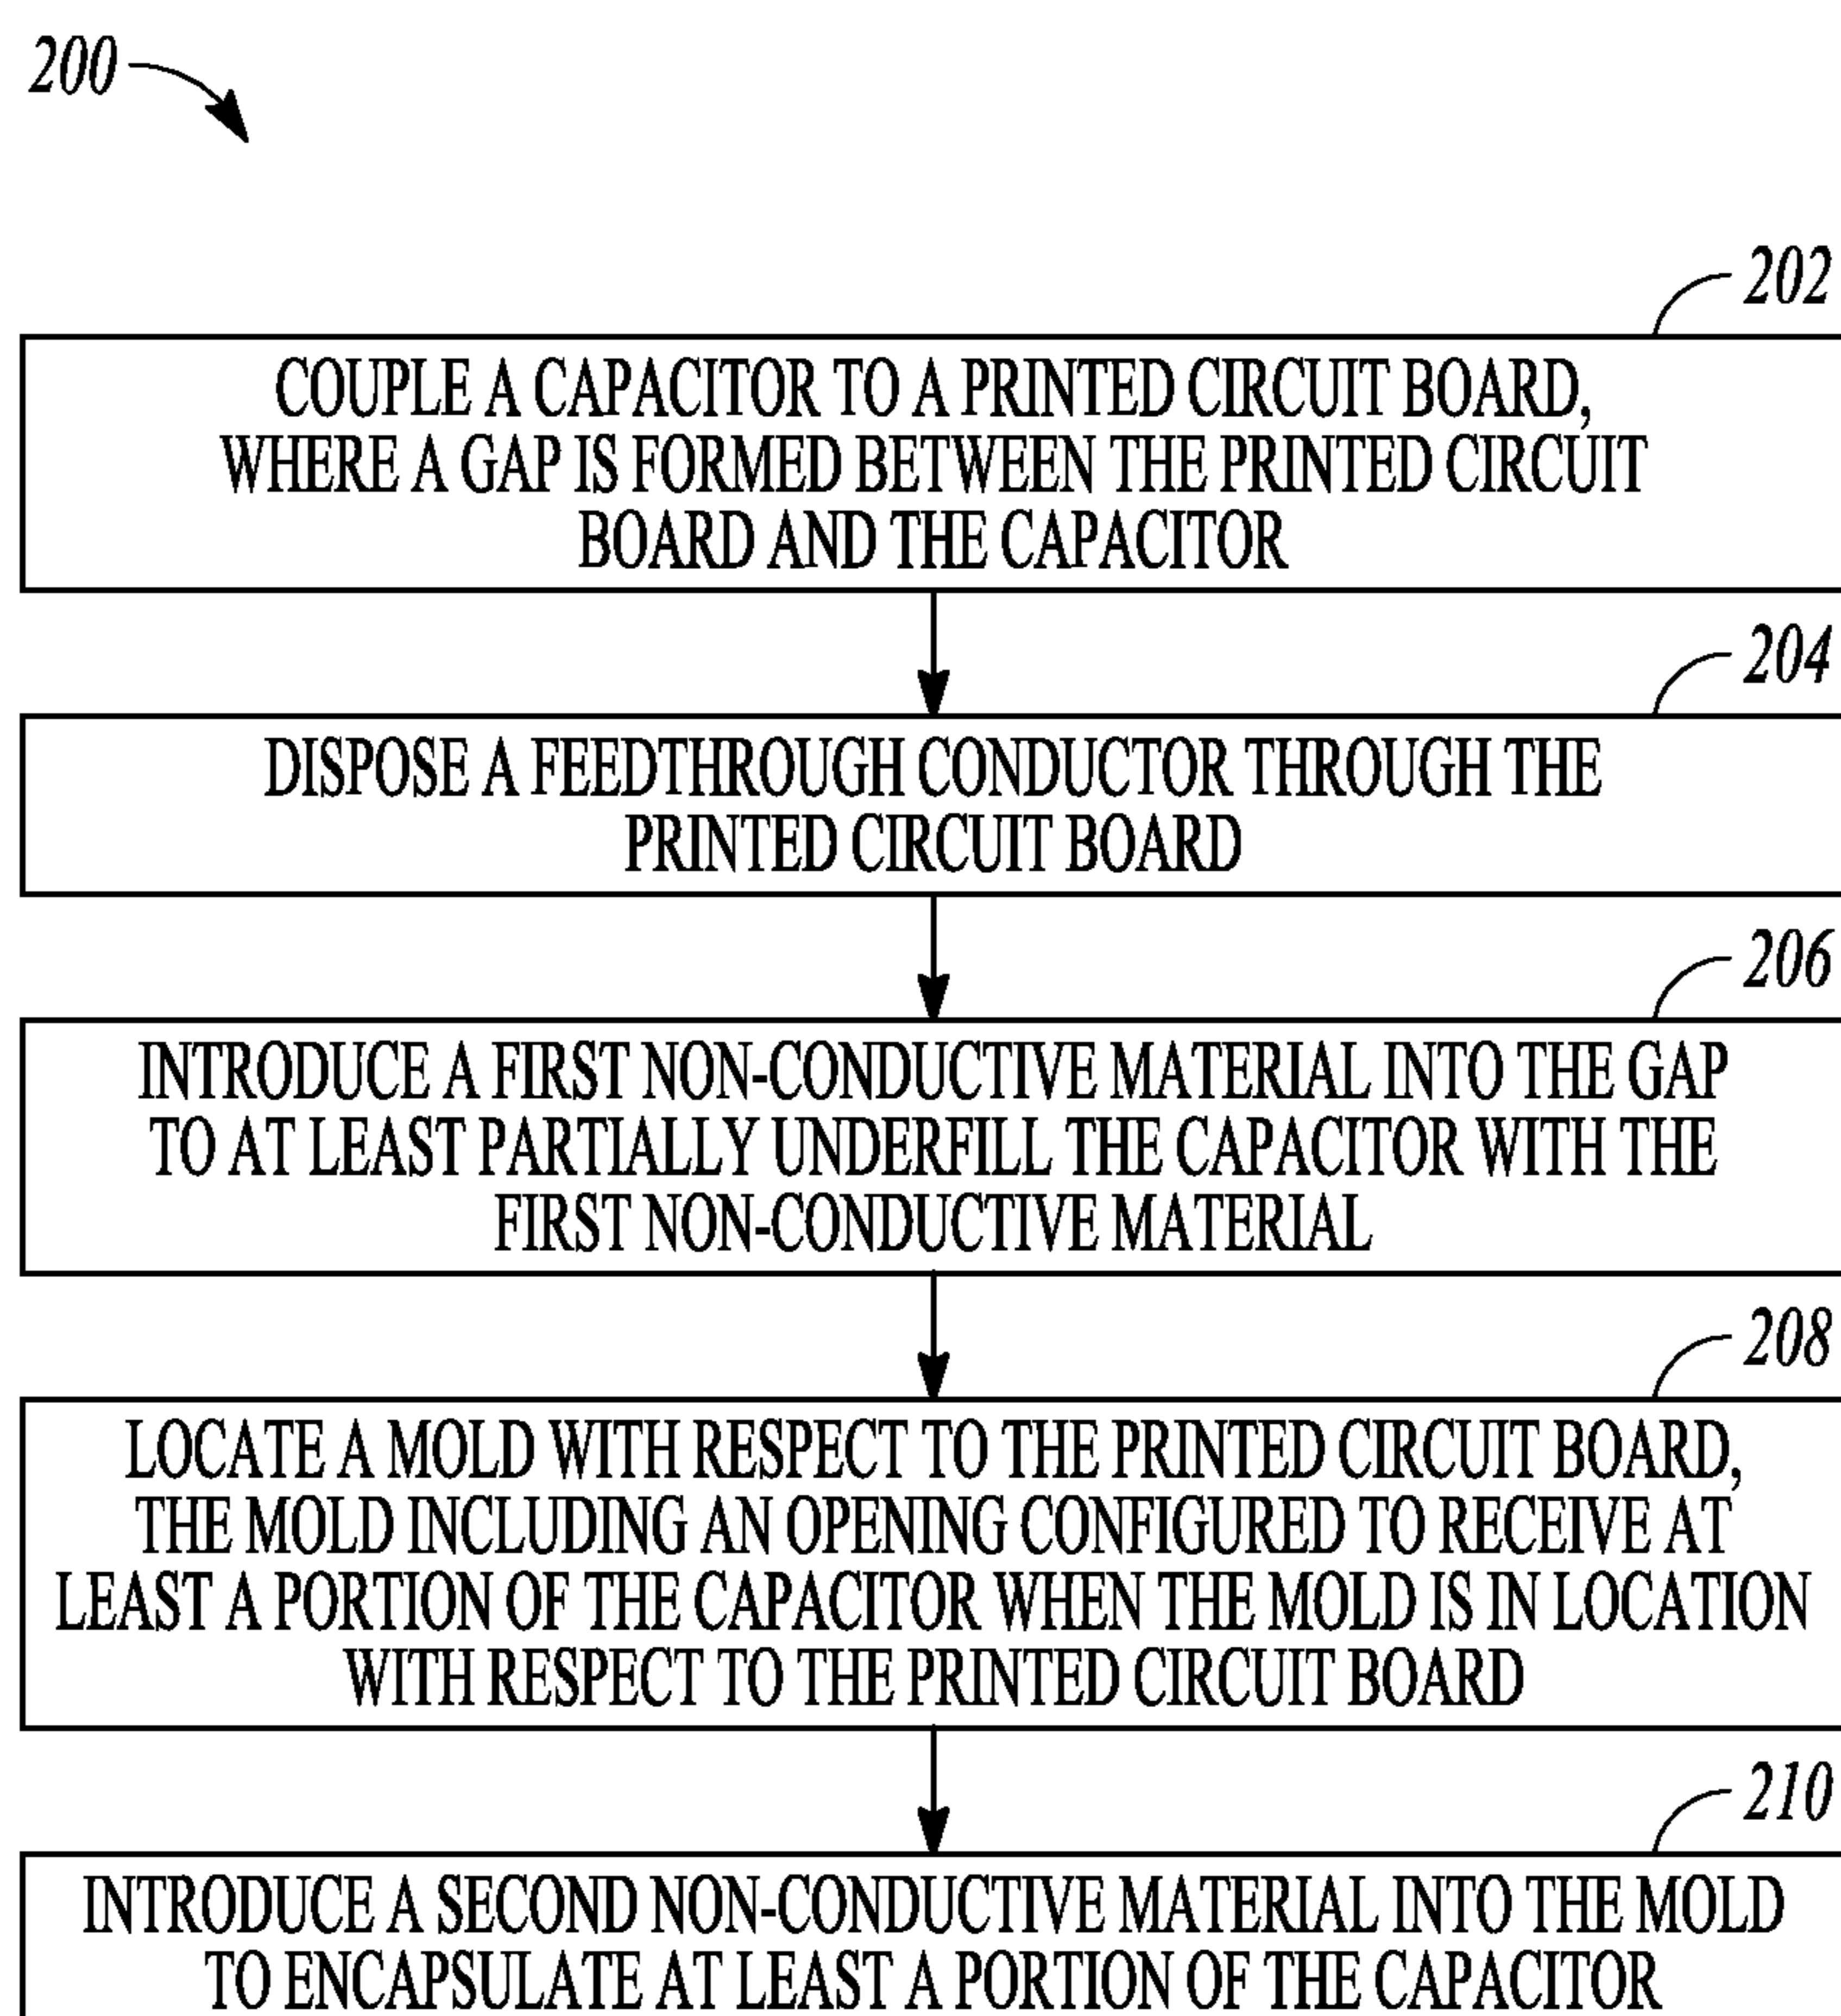 200
202
COUPLE A CAPACITOR TO A PRINTED CIRCUIT BOARD,
WHERE A GAP IS FORMED BETWEEN THE PRINTED CIRCUIT
BOARD AND THE CAPACITOR
204
DISPOSE A FEEDTHROUGH CONDUCTOR THROUGH THE
PRINTED CIRCUIT BOARD
206
INTRODUCE A FIRST NON-CONDUCTIVE MATERIAL INTO THE GAP
TO AT LEAST PARTIALLY UNDERFILL THE CAPACITOR WITH THE
FIRST NON-CONDUCTIVE MATERIAL
208
LOCATE A MOLD WITH RESPECT TO THE PRINTED CIRCUIT BOARD,
THE MOLD INCLUDING AN OPENING CONFIGURED TO RECEIVE AT
LEAST A PORTION OF THE CAPACITOR WHEN THE MOLD IS IN LOCATION
WITH RESPECT TO THE PRINTED CIRCUIT BOARD
210
INTRODUCE A SECOND NON-CONDUCTIVE MATERIAL INTO THE MOLD
TO ENCAPSULATE AT LEAST A PORTION OF THE CAPACITOR